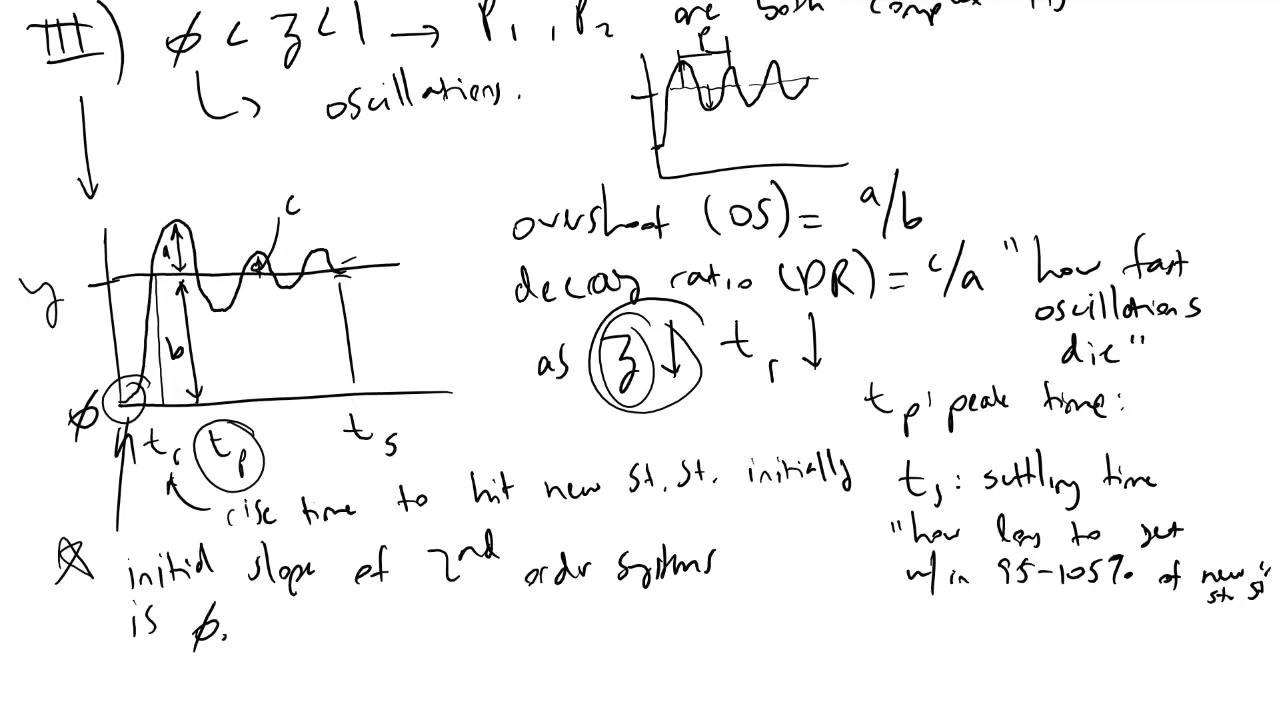 III) ϕ < ζ < 1 → P1, P2 are both complex
↳ oscillations.
P
c
overshoot (OS) = a/b
a
y
decay ratio (DR) = c/a "how fast
oscillations
die"
b
as ζ↓ tr ↓
ϕ
tr tp ts
tp: peak time:
rise time to hit new st. st. initially
ts: settling time
"how long to get
w/in 95-105% of new
st. st"
☆ initial slope of 2nd order systems
is ϕ.